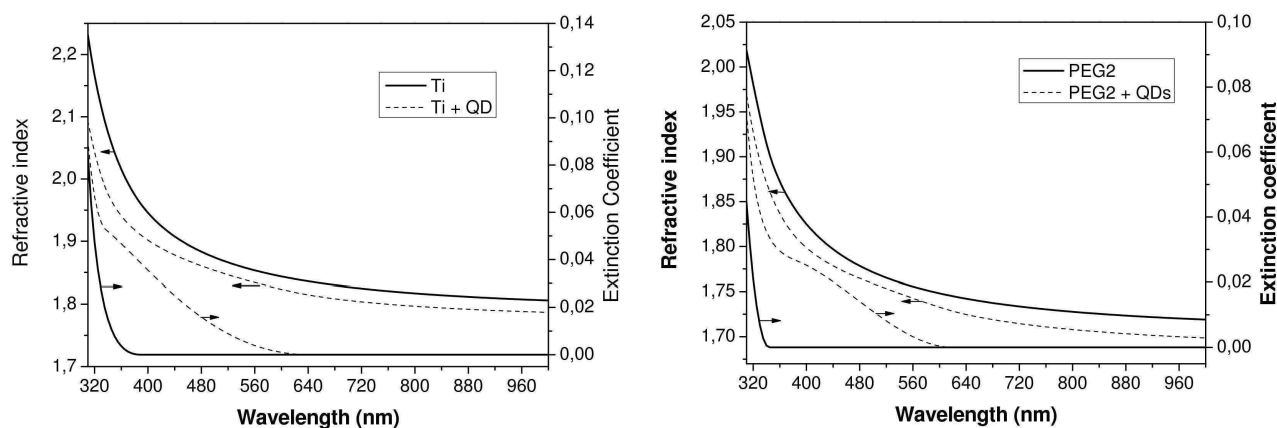 Refractive index
2,2
2,1
2,0
1,9
1,8
1,7
Ti
Ti + QD
0,14
0,12
0,10
0,08
0,06
0,04
0,02
0,00
Extinction Coefficient
320 400 480 560 640 720 800 880 960
Wavelength (nm)
Refractive index
2,05
2,00
1,95
1,90
1,85
1,80
1,75
1,70
PEG2
PEG2 + QDs
0,10
0,08
0,06
0,04
0,02
0,00
Extinction coefficent
320 400 480 560 640 720 800 880 960
Wavelength (nm)